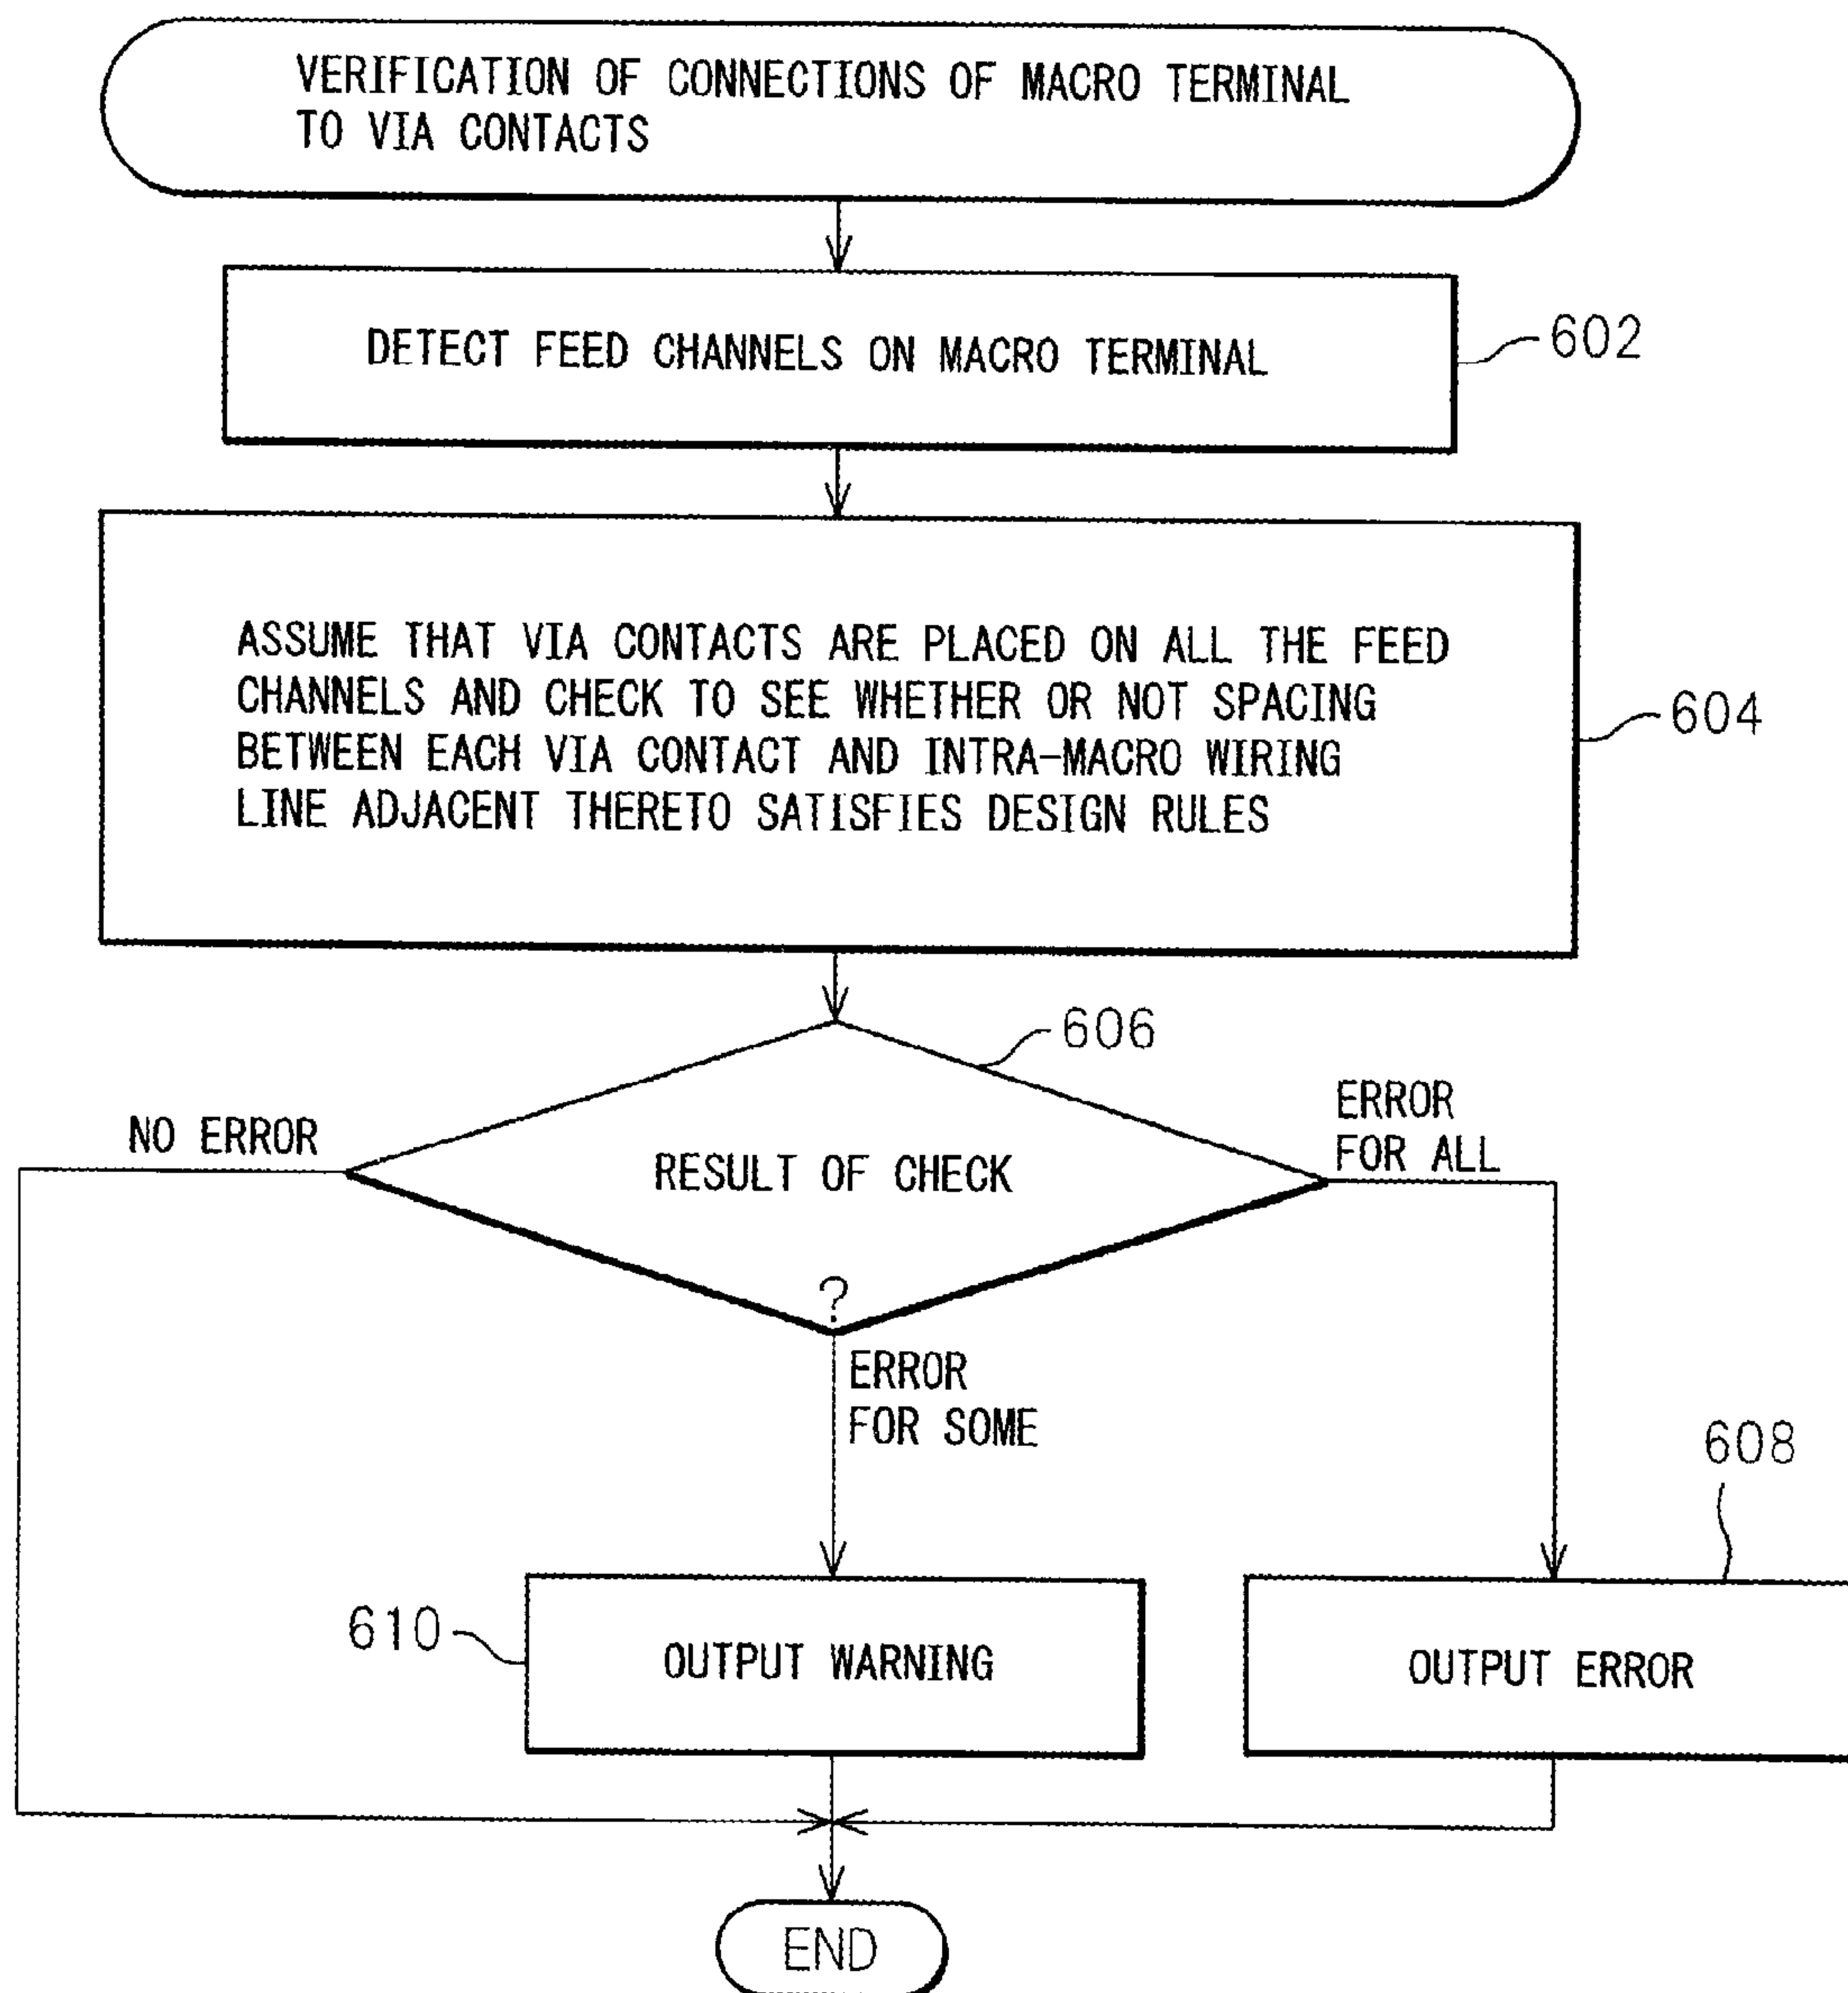 VERIFICATION OF CONNECTIONS OF MACRO TERMINAL
TO VIA CONTACTS
DETECT FEED CHANNELS ON MACRO TERMINAL
602
ASSUME THAT VIA CONTACTS ARE PLACED ON ALL THE FEED
CHANNELS AND CHECK TO SEE WHETHER OR NOT SPACING
BETWEEN EACH VIA CONTACT AND INTRA-MACRO WIRING
LINE ADJACENT THERETO SATISFIES DESIGN RULES
604
606
NO ERROR
RESULT OF CHECK
?
ERROR
FOR ALL
ERROR
FOR SOME
608
610
OUTPUT WARNING
OUTPUT ERROR
END